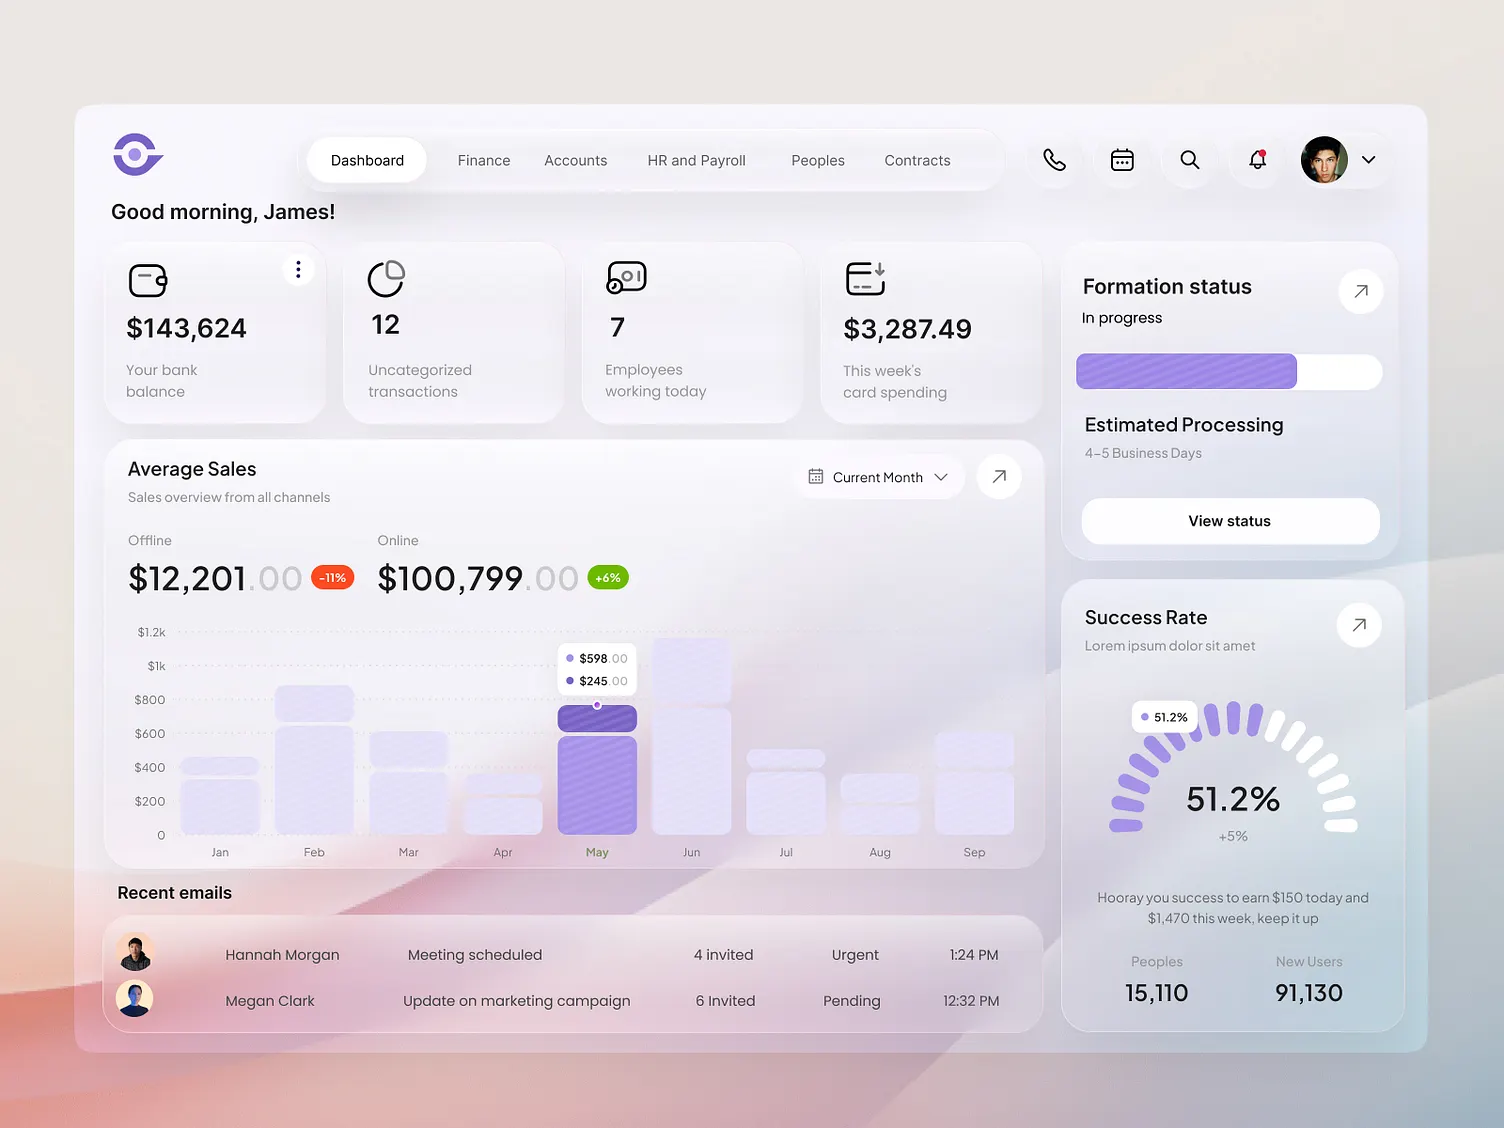 Dashboard
Finance
Accounts
HR and Payroll
Peoples
Contracts
Good morning, James!
$143,624
Your bank
balance
12
Uncategorized
transactions
7
Employees
working today
$3,287.49
This week's
card spending
Formation status
In progress
Estimated Processing
4–5 Business Days
View status
Average Sales
Sales overview from all channels
Current Month
Offline
$12,201.00
-11%
Online
$100,799.00
+6%
$1.2k
$1k
$800
$600
$400
$200
0
$598.00
$245.00
Jan
Feb
Mar
Apr
May
Jun
Jul
Aug
Sep
Success Rate
Lorem ipsum dolor sit amet
51.2%
51.2%
+5%
Hooray you success to earn $150 today and
$1,470 this week, keep it up
Peoples
15,110
New Users
91,130
Recent emails
Hannah Morgan
Meeting scheduled
4 invited
Urgent
1:24 PM
Megan Clark
Update on marketing campaign
6 Invited
Pending
12:32 PM